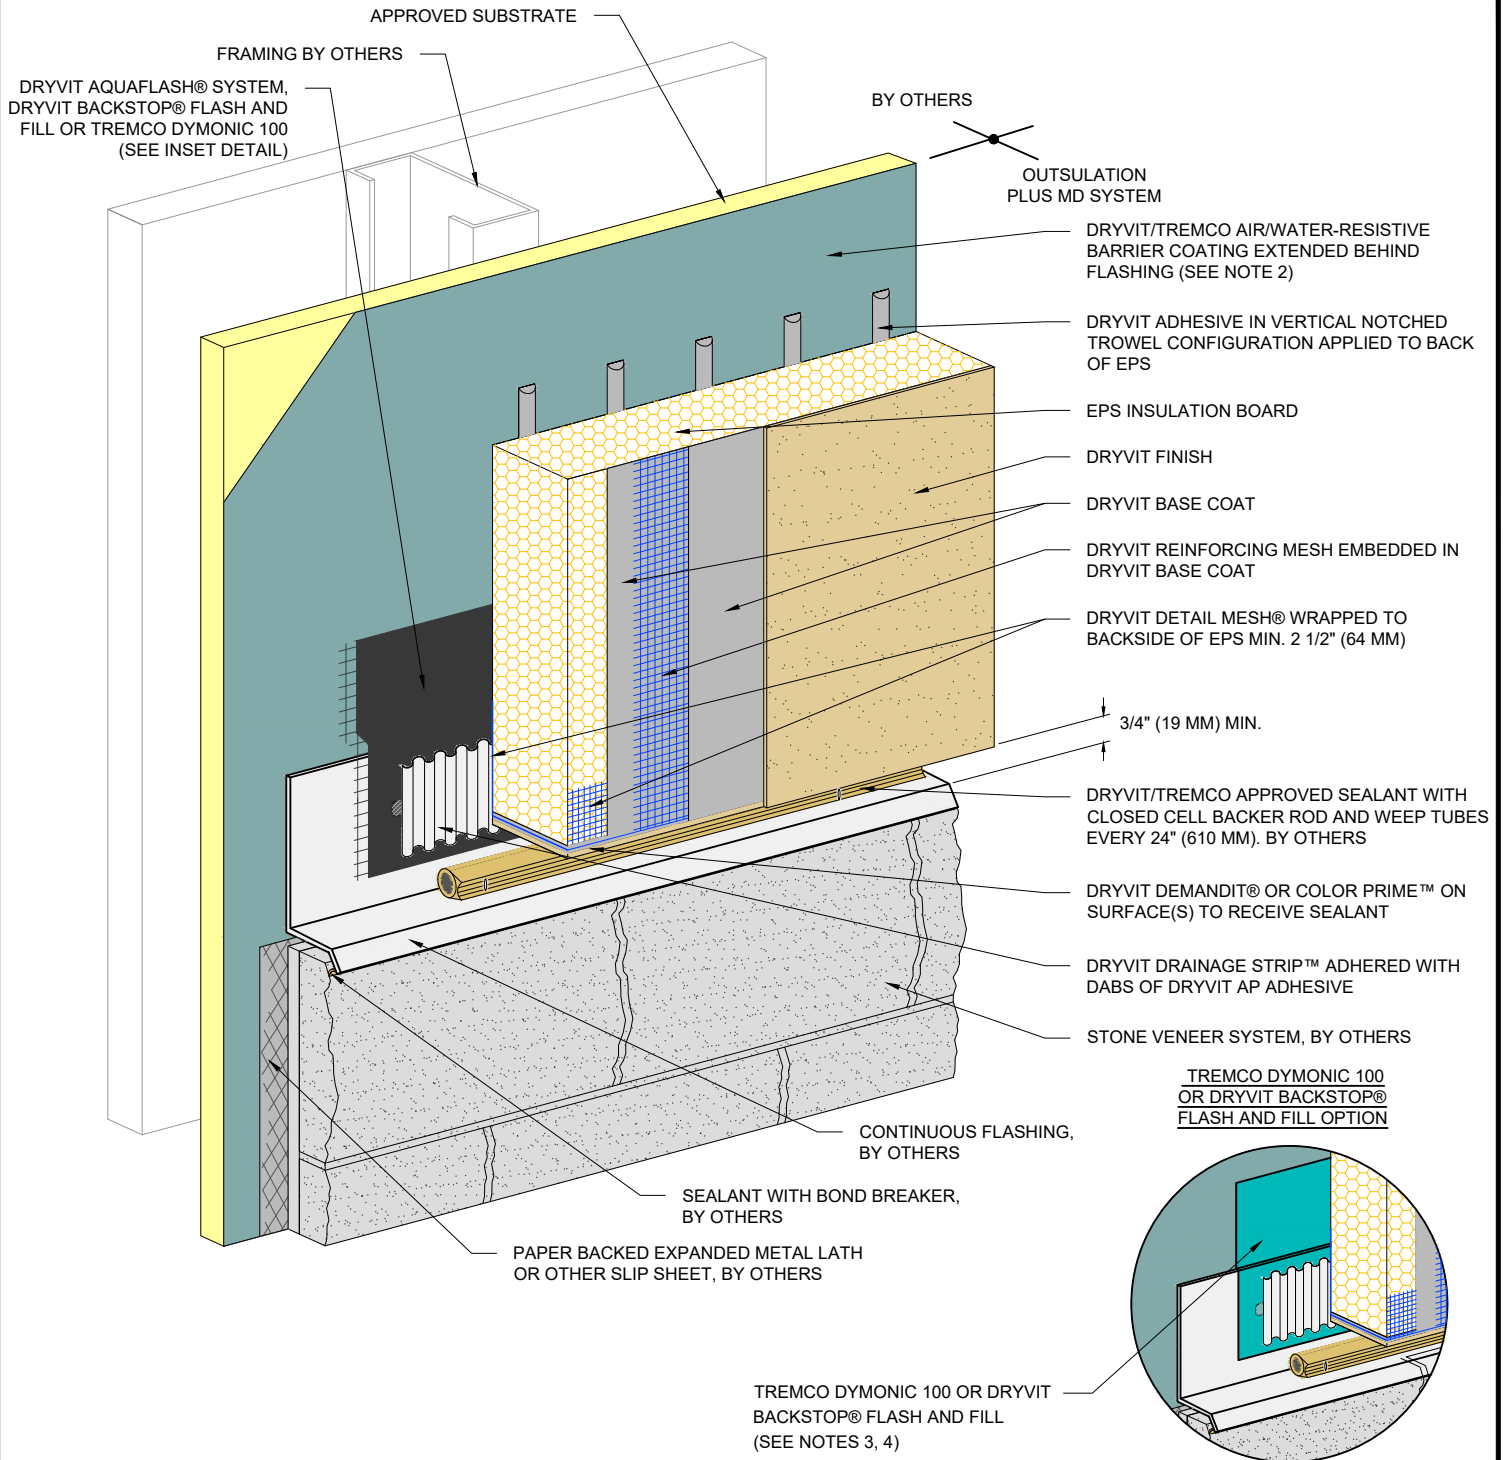 APPROVED SUBSTRATE
FRAMING BY OTHERS
DRYVIT AQUAFLASH® SYSTEM,
DRYVIT BACKSTOP® FLASH AND
FILL OR TREMCO DYMONIC 100
(SEE INSET DETAIL)
BY OTHERS
OUTSULATION
PLUS MD SYSTEM
DRYVIT/TREMCO AIR/WATER-RESISTIVE
BARRIER COATING EXTENDED BEHIND
FLASHING (SEE NOTE 2)
DRYVIT ADHESIVE IN VERTICAL NOTCHED
TROWEL CONFIGURATION APPLIED TO BACK
OF EPS
EPS INSULATION BOARD
DRYVIT FINISH
DRYVIT BASE COAT
DRYVIT REINFORCING MESH EMBEDDED IN
DRYVIT BASE COAT
DRYVIT DETAIL MESH® WRAPPED TO
BACKSIDE OF EPS MIN. 2 1/2" (64 MM)
3/4" (19 MM) MIN.
DRYVIT/TREMCO APPROVED SEALANT WITH
CLOSED CELL BACKER ROD AND WEEP TUBES
EVERY 24" (610 MM). BY OTHERS
DRYVIT DEMANDIT® OR COLOR PRIME™ ON
SURFACE(S) TO RECEIVE SEALANT
DRYVIT DRAINAGE STRIP™ ADHERED WITH
DABS OF DRYVIT AP ADHESIVE
STONE VENEER SYSTEM, BY OTHERS
TREMCO DYMONIC 100
OR DRYVIT BACKSTOP®
FLASH AND FILL OPTION
CONTINUOUS FLASHING,
BY OTHERS
SEALANT WITH BOND BREAKER,
BY OTHERS
PAPER BACKED EXPANDED METAL LATH
OR OTHER SLIP SHEET, BY OTHERS
TREMCO DYMONIC 100 OR DRYVIT
BACKSTOP® FLASH AND FILL
(SEE NOTES 3, 4)